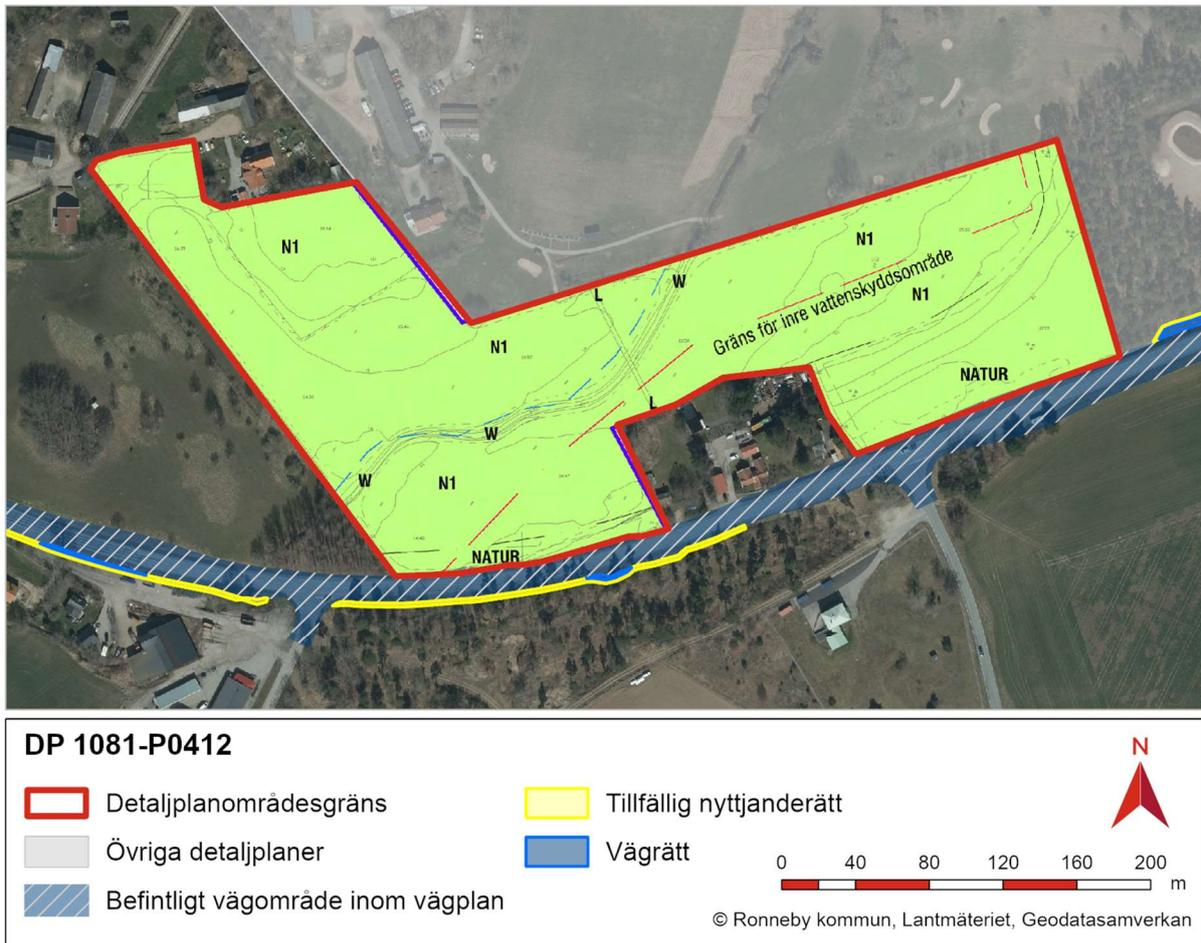 N1
N1
N1
L
W
Gräns för inre vattenskyddsområde
N1
N1
NATUR
L
W
W
N1
NATUR
DP 1081-P0412
Detaljplanområdesgräns
Övriga detaljplaner
Befintligt vägområde inom vägplan
Tillfällig nyttjanderätt
Vägrätt
N
0 40 80 120 160 200
m
© Ronneby kommun, Lantmäteriet, Geodatasamverkan